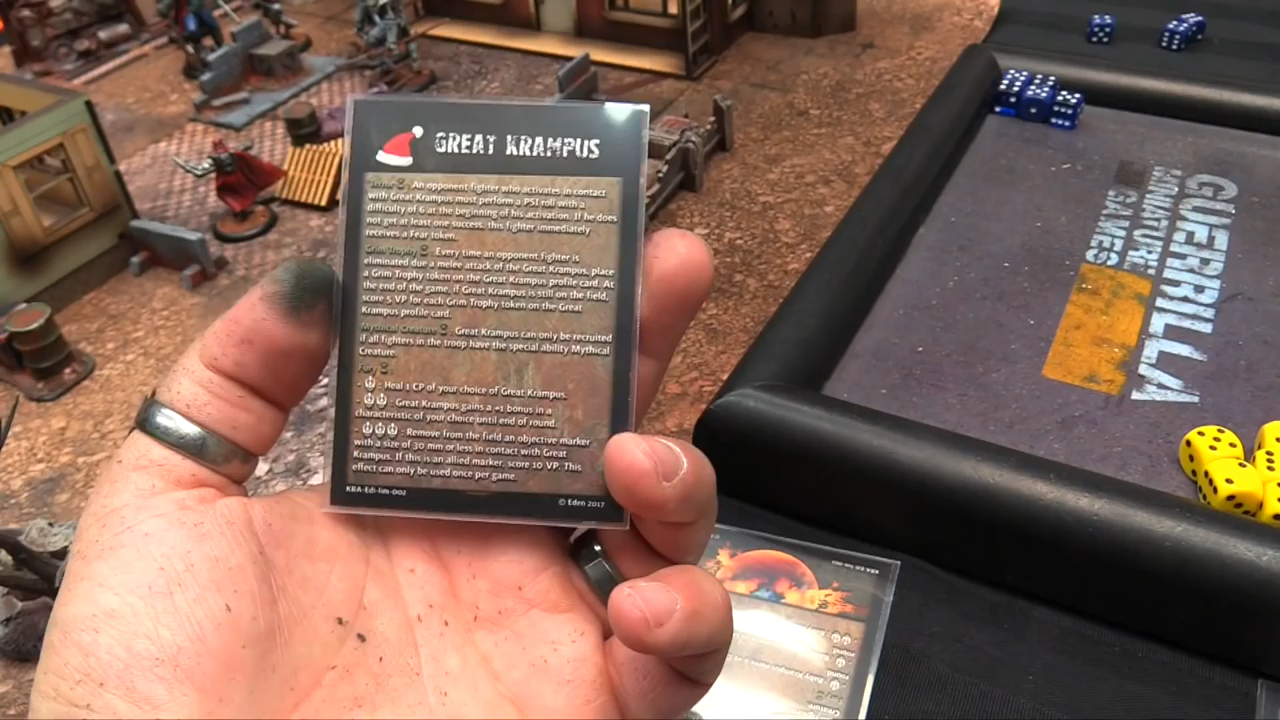 GREAT KRAMPUS
Terror : An opponent fighter who activates in contact
with Great Krampus must perform a PSI roll with a
difficulty of 6 at the beginning of his activation. If he does
not get at least one success, this fighter immediately
receives a Fear token.
Grim Trophy : Every time an opponent fighter is
eliminated due a melee attack of the Great Krampus, place
a Grim Trophy token on the Great Krampus profile card. At
the end of the game, if Great Krampus is still on the field,
score 5 VP for each Grim Trophy token on the Great
Krampus profile card.
Mythical Creature : Great Krampus can only be recruited
if all fighters in the troop have the special ability Mythical
Creature.
Fury :
- : Heal 1 CP of your choice of Great Krampus.
- : Great Krampus gains a +1 bonus in a
characteristic of your choice until end of round.
- : Remove from the field an objective marker
with a size of 30 mm or less in contact with Great
Krampus. If this is an allied marker, score 10 VP. This
effect can only be used once per game.
KRA-Edi-lim-002
© Eden 2017
GUERILLA
MINIATURE
GAMES
round
Creature